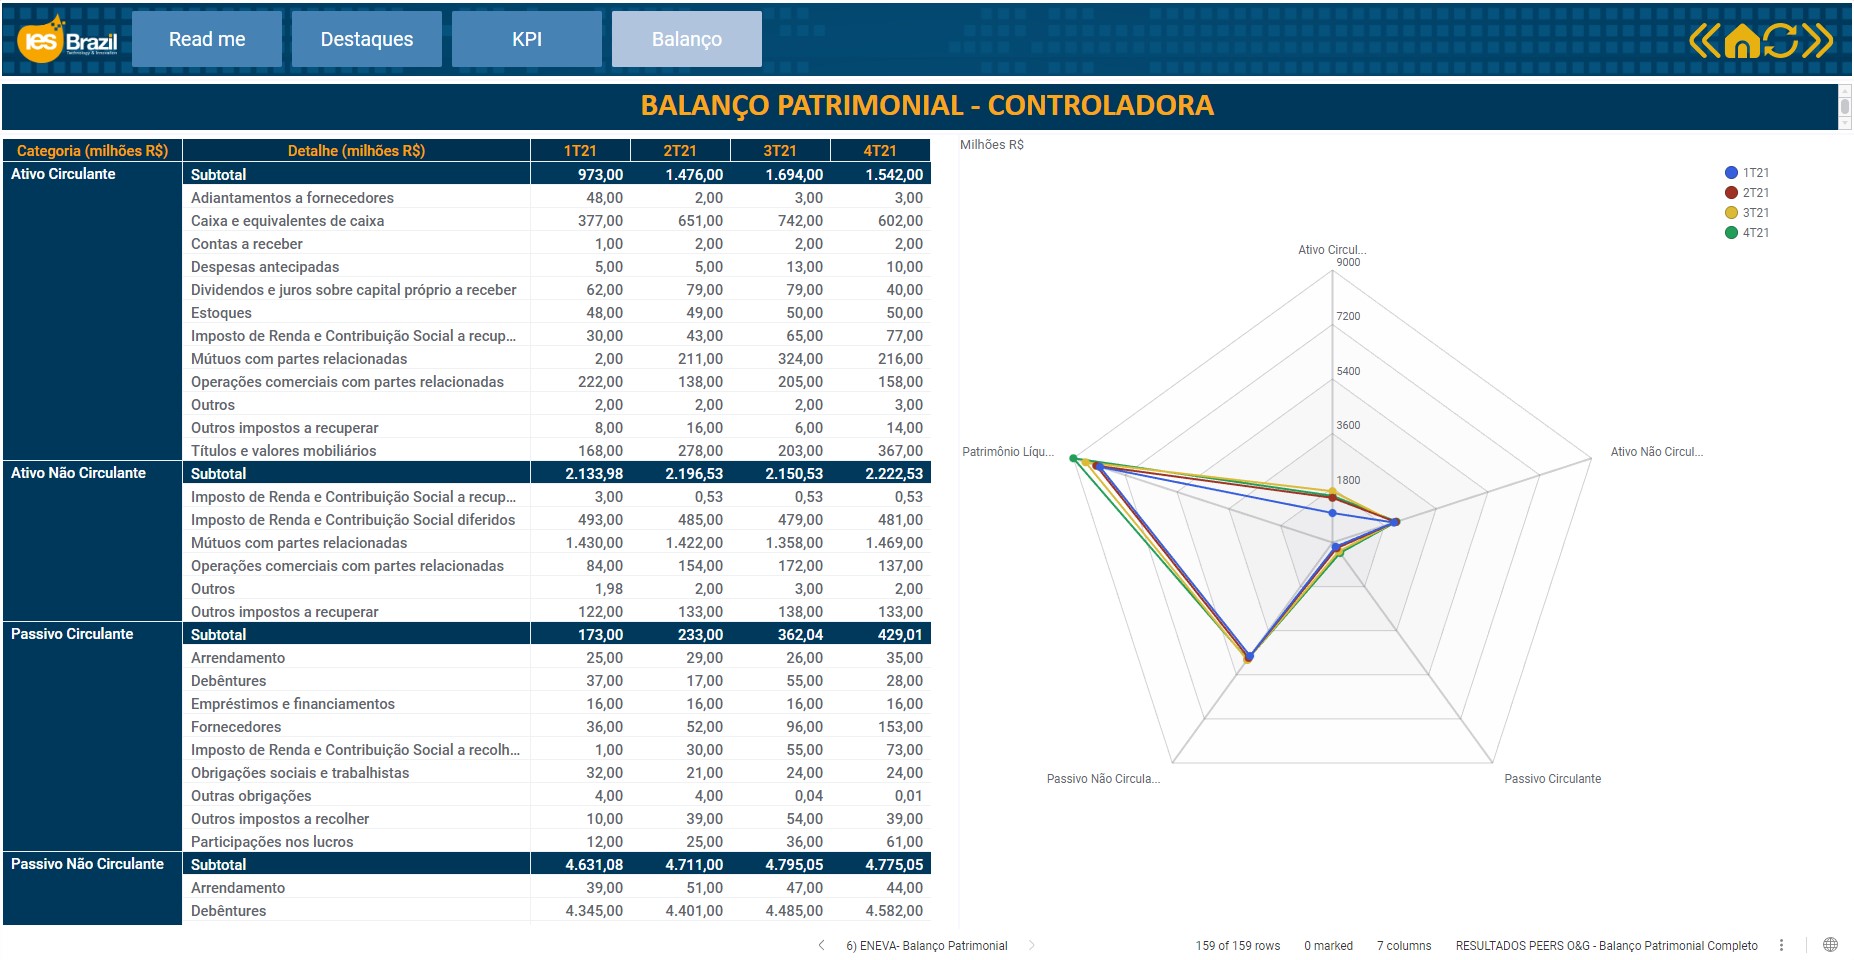 ies Brazil
Technology & Innovation
Read me
Destaques
KPI
Balanço
BALANÇO PATRIMONIAL - CONTROLADORA
Categoria (milhões R$) Detalhe (milhões R$) 1T21 2T21 3T21 4T21
Ativo Circulante Subtotal 973,00 1.476,00 1.694,00 1.542,00
Adiantamentos a fornecedores 48,00 2,00 3,00 3,00
Caixa e equivalentes de caixa 377,00 651,00 742,00 602,00
Contas a receber 1,00 2,00 2,00 2,00
Despesas antecipadas 5,00 5,00 13,00 10,00
Dividendos e juros sobre capital próprio a receber 62,00 79,00 79,00 40,00
Estoques 48,00 49,00 50,00 50,00
Imposto de Renda e Contribuição Social a recup... 30,00 43,00 65,00 77,00
Mútuos com partes relacionadas 2,00 211,00 324,00 216,00
Operações comerciais com partes relacionadas 222,00 138,00 205,00 158,00
Outros 2,00 2,00 2,00 3,00
Outros impostos a recuperar 8,00 16,00 6,00 14,00
Títulos e valores mobiliários 168,00 278,00 203,00 367,00
Ativo Não Circulante Subtotal 2.133,98 2.196,53 2.150,53 2.222,53
Imposto de Renda e Contribuição Social a recup... 3,00 0,53 0,53 0,53
Imposto de Renda e Contribuição Social diferidos 493,00 485,00 479,00 481,00
Mútuos com partes relacionadas 1.430,00 1.422,00 1.358,00 1.469,00
Operações comerciais com partes relacionadas 84,00 154,00 172,00 137,00
Outros 1,98 2,00 3,00 2,00
Outros impostos a recuperar 122,00 133,00 138,00 133,00
Passivo Circulante Subtotal 173,00 233,00 362,04 429,01
Arrendamento 25,00 29,00 26,00 35,00
Debêntures 37,00 17,00 55,00 28,00
Empréstimos e financiamentos 16,00 16,00 16,00 16,00
Fornecedores 36,00 52,00 96,00 153,00
Imposto de Renda e Contribuição Social a recolh... 1,00 30,00 55,00 73,00
Obrigações sociais e trabalhistas 32,00 21,00 24,00 24,00
Outras obrigações 4,00 4,00 0,04 0,01
Outros impostos a recolher 10,00 39,00 54,00 39,00
Participações nos lucros 12,00 25,00 36,00 61,00
Passivo Não Circulante Subtotal 4.631,08 4.711,00 4.795,05 4.775,05
Arrendamento 39,00 51,00 47,00 44,00
Debêntures 4.345,00 4.401,00 4.485,00 4.582,00
Milhões R$
1T21
2T21
3T21
4T21
Ativo Circul...
9000
7200
5400
3600
1800
Patrimônio Líqu...
Ativo Não Circul...
Passivo Não Circula...
Passivo Circulante
6) ENEVA- Balanço Patrimonial
159 of 159 rows 0 marked 7 columns RESULTADOS PEERS O&G - Balanço Patrimonial Completo